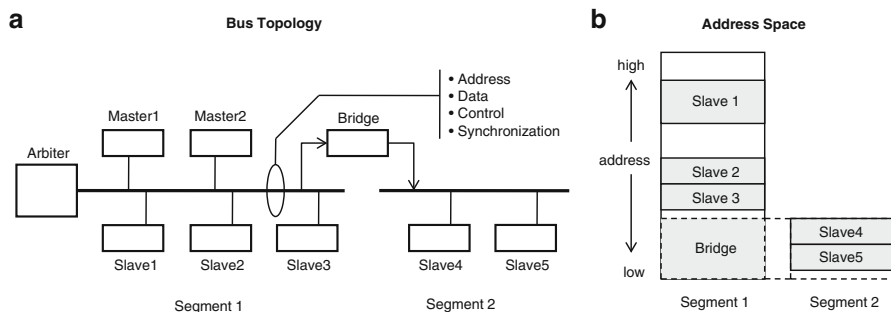 a
Bus Topology
• Address
• Data
• Control
• Synchronization
Master1
Master2
Bridge
Arbiter
Slave1
Slave2
Slave3
Slave4
Slave5
Segment 1
Segment 2
b
Address Space
high
address
low
Slave 1
Slave 2
Slave 3
Bridge
Slave4
Slave5
Segment 1
Segment 2